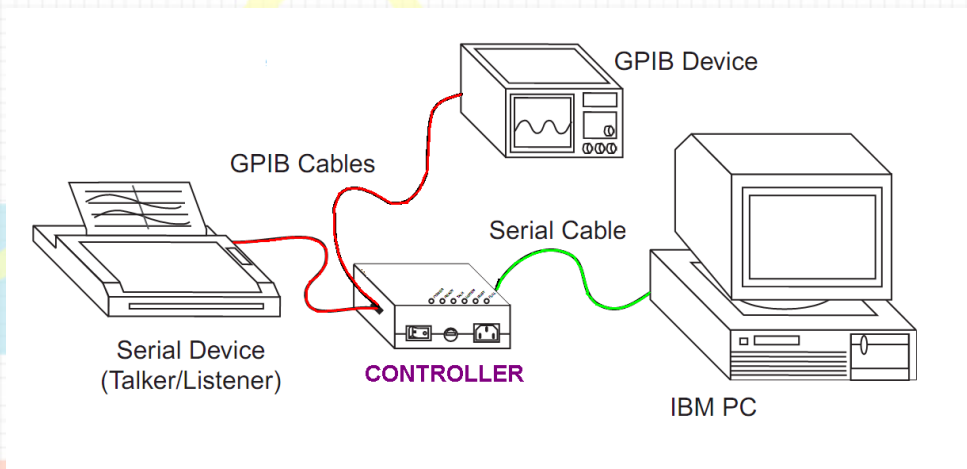 GPIB Device
GPIB Cables
Serial Cable
Serial Device
(Talker/Listener)
CONTROLLER
IBM PC